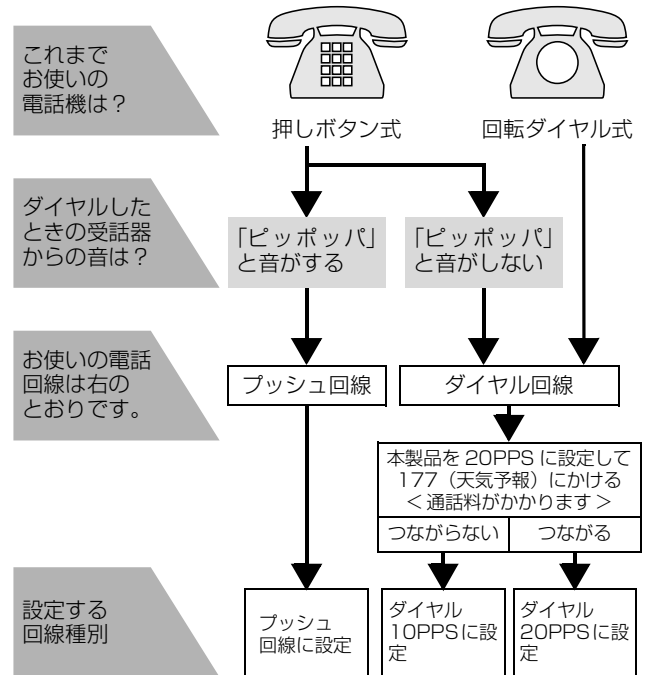 これまで
お使いの
電話機は？
押しボタン式
回転ダイヤル式
ダイヤルした
ときの受話器
からの音は？
「ピッポッパ」
と音がする
「ピッポッパ」
と音がしない
お使いの電話
回線は右の
とおりです。
プッシュ回線
ダイヤル回線
本製品を 20PPS に設定して
177（天気予報）にかける
＜通話料がかかります＞
つながらない
つながる
設定する
回線種別
プッシュ
回線に設定
ダイヤル
10PPSに設
定
ダイヤル
20PPSに設
定